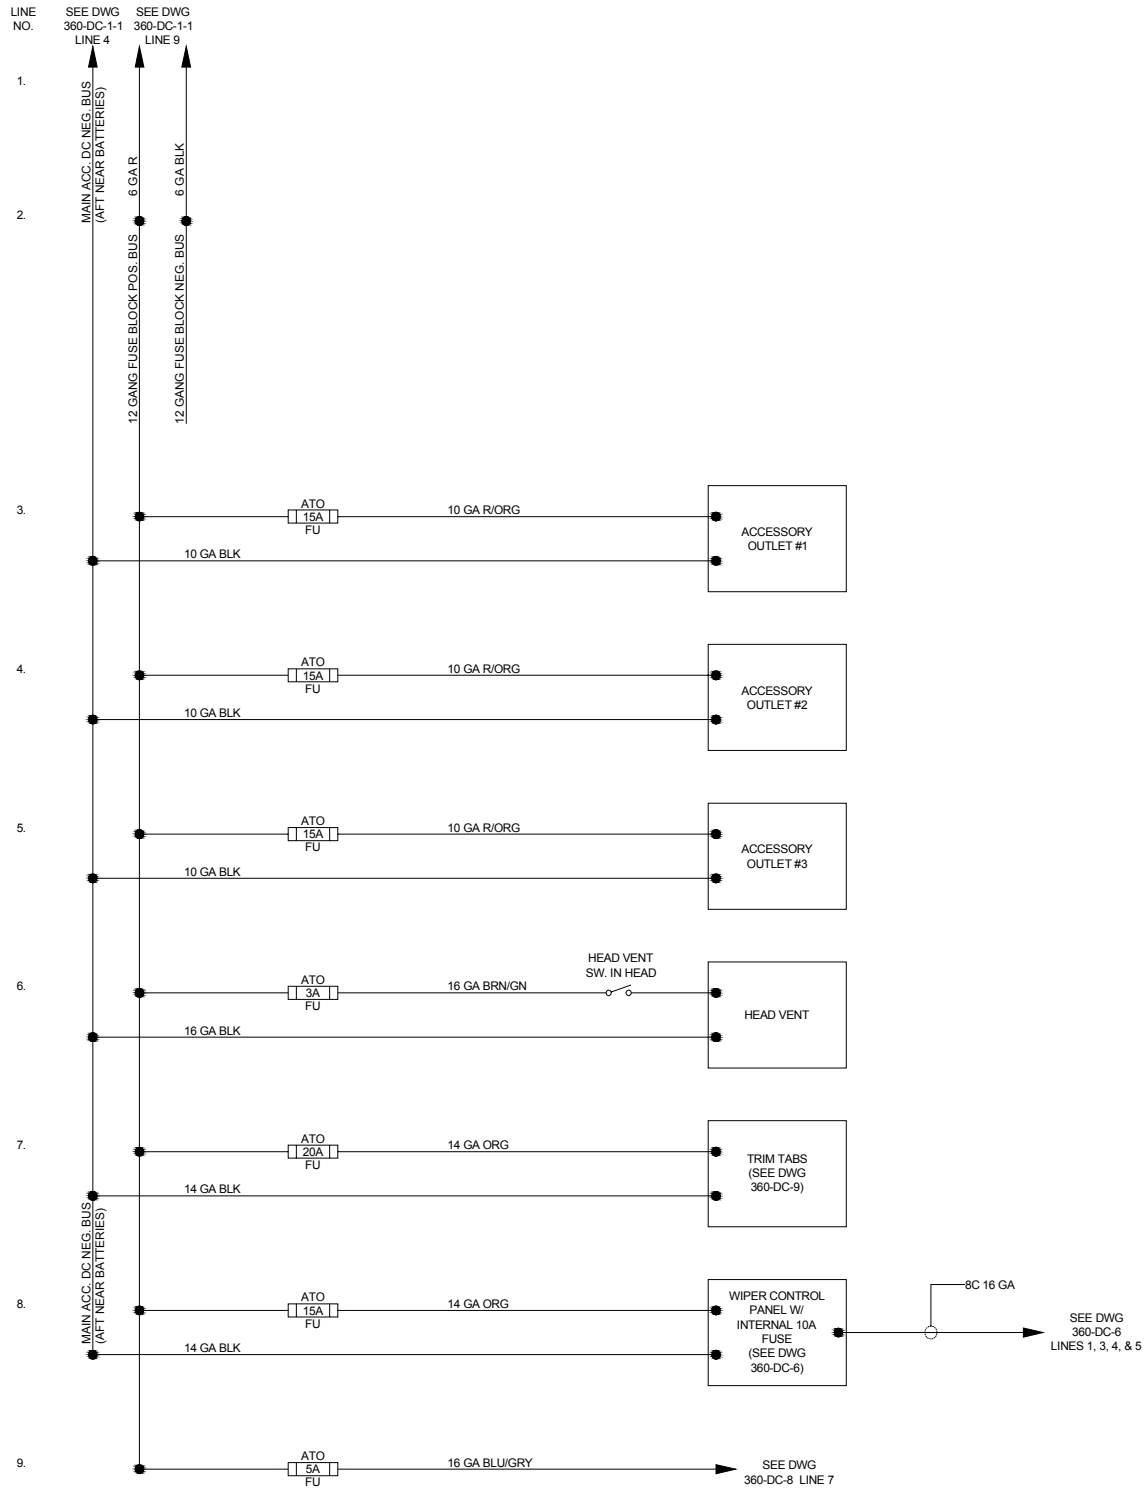 LINE
NO.
SEE DWG
360-DC-1-1
LINE 4
SEE DWG
360-DC-1-1
LINE 9
1.
MAIN ACC. DC NEG. BUS
(AFT NEAR BATTERIES)
6 GA R
6 GA BLK
2.
12 GANG FUSE BLOCK POS. BUS
12 GANG FUSE BLOCK NEG. BUS
3.
ATO
15A
FU
10 GA R/ORG
10 GA BLK
ACCESSORY
OUTLET #1
4.
ATO
15A
FU
10 GA R/ORG
10 GA BLK
ACCESSORY
OUTLET #2
5.
ATO
15A
FU
10 GA R/ORG
10 GA BLK
ACCESSORY
OUTLET #3
6.
ATO
3A
FU
16 GA BRN/GN
HEAD VENT
SW. IN HEAD
16 GA BLK
HEAD VENT
7.
ATO
20A
FU
14 GA ORG
14 GA BLK
TRIM TABS
(SEE DWG
360-DC-9)
MAIN ACC. DC NEG. BUS
(AFT NEAR BATTERIES)
8.
ATO
15A
FU
14 GA ORG
14 GA BLK
WIPER CONTROL
PANEL W/
INTERNAL 10A
FUSE
(SEE DWG
360-DC-6)
8C 16 GA
SEE DWG
360-DC-6
LINES 1, 3, 4, & 5
9.
ATO
5A
FU
16 GA BLU/GRY
SEE DWG
360-DC-8 LINE 7